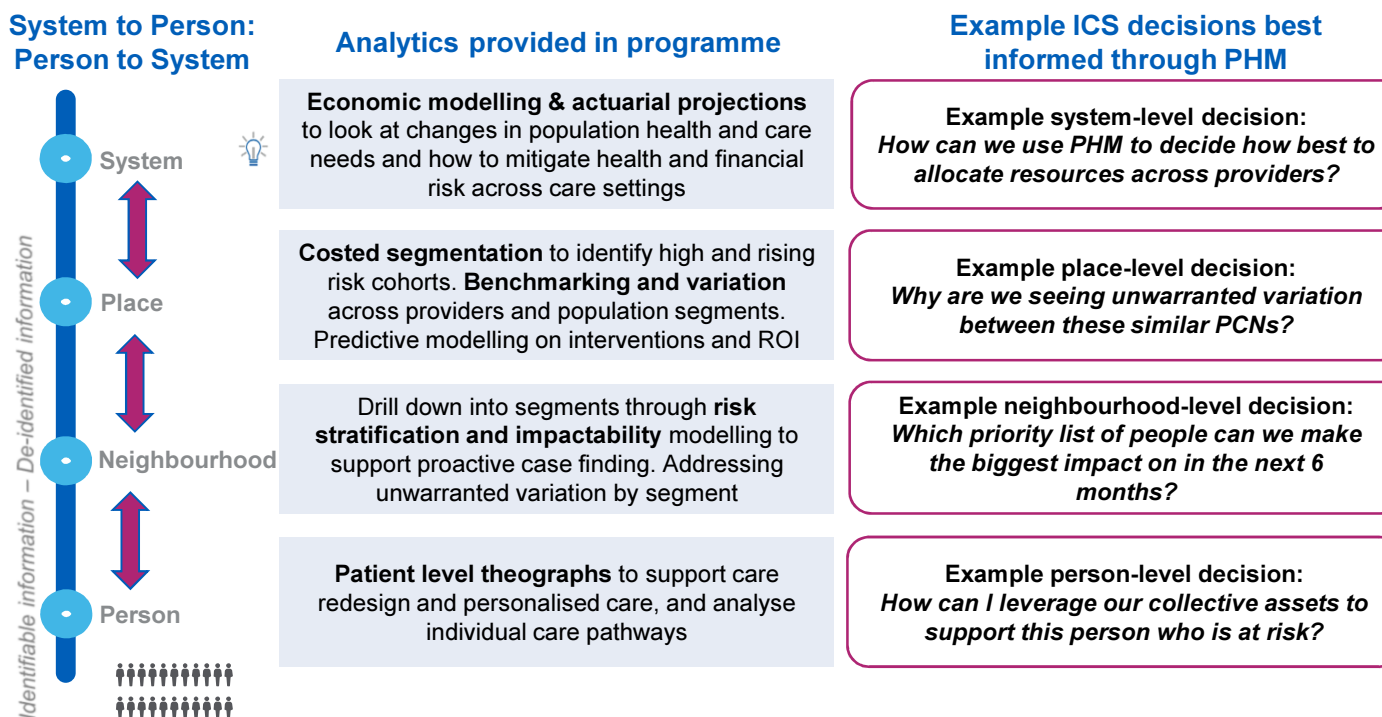 System to Person:
Person to System
Analytics provided in programme
Example ICS decisions best
informed through PHM
System
Economic modelling & actuarial projections
to look at changes in population health and care
needs and how to mitigate health and financial
risk across care settings
Example system-level decision:
How can we use PHM to decide how best to
allocate resources across providers?
Place
Costed segmentation to identify high and rising
risk cohorts. Benchmarking and variation
across providers and population segments.
Predictive modelling on interventions and ROI
Example place-level decision:
Why are we seeing unwarranted variation
between these similar PCNs?
Neighbourhood
Drill down into segments through risk
stratification and impactability modelling to
support proactive case finding. Addressing
unwarranted variation by segment
Example neighbourhood-level decision:
Which priority list of people can we make
the biggest impact on in the next 6
months?
Person
Patient level theographs to support care
redesign and personalised care, and analyse
individual care pathways
Example person-level decision:
How can I leverage our collective assets to
support this person who is at risk?
Identifiable information – De-identified information